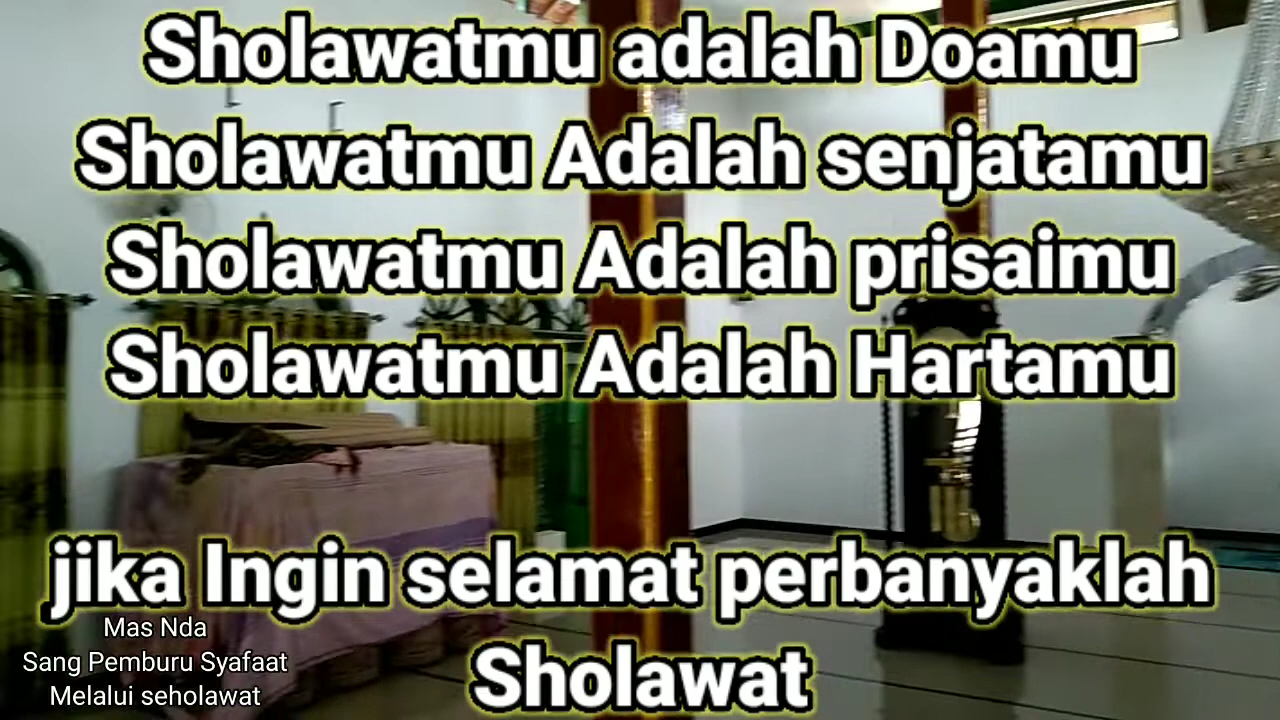 Sholawatmu adalah Doamu
Sholawatmu Adalah senjatamu
Sholawatmu Adalah prisaimu
Sholawatmu Adalah Hartamu
jika Ingin selamat perbanyaklah
Sholawat
Mas Nda
Sang Pemburu Syafaat
Melalui seholawat